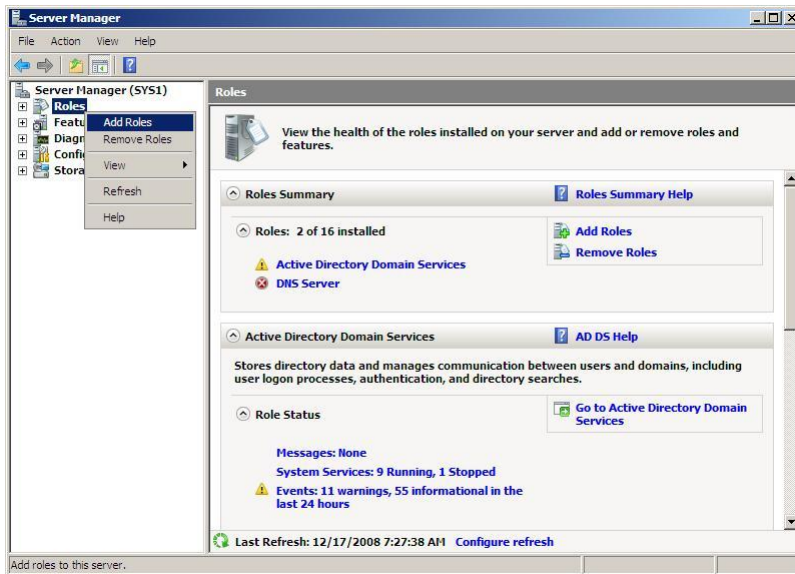 Server Manager
File Action View Help
Server Manager (SYS1)
Roles
Featu
Diagn
Confi
Stora
Add Roles
Remove Roles
View
Refresh
Help
Roles
View the health of the roles installed on your server and add or remove roles and
features.
Roles Summary
Roles Summary Help
Roles: 2 of 16 installed
Add Roles
Remove Roles
Active Directory Domain Services
DNS Server
Active Directory Domain Services
AD DS Help
Stores directory data and manages communication between users and domains, including
user logon processes, authentication, and directory searches.
Role Status
Go to Active Directory Domain
Services
Messages: None
System Services: 9 Running, 1 Stopped
Events: 11 warnings, 55 informational in the
last 24 hours
Last Refresh: 12/17/2008 7:27:38 AM Configure refresh
Add roles to this server.